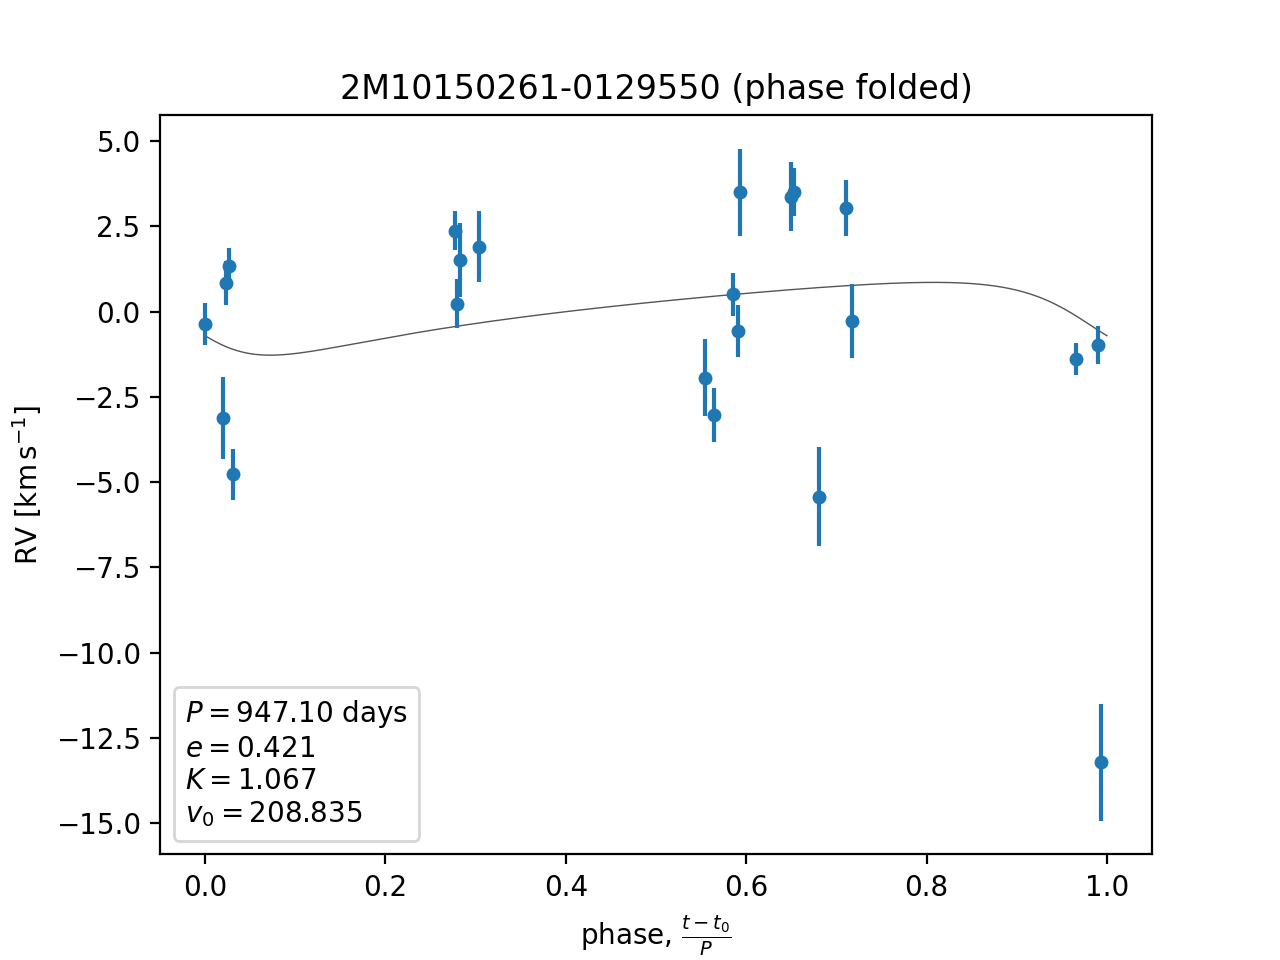 2M10150261-0129550 (phase folded)
5.0
2.5
0.0
−2.5
−5.0
−7.5
−10.0
−12.5
−15.0
RV [km s⁻¹]
P = 947.10 days
e = 0.421
K = 1.067
v₀ = 208.835
0.0 0.2 0.4 0.6 0.8 1.0
phase, (t − t₀)/P